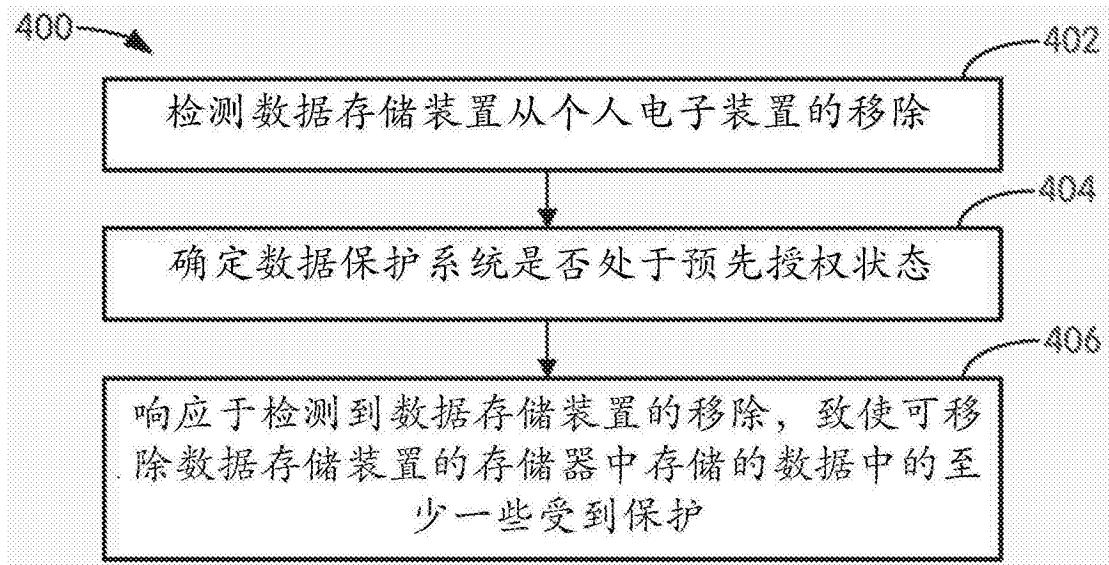 400
402
检测数据存储装置从个人电子装置的移除
404
确定数据保护系统是否处于预先授权状态
406
响应于检测到数据存储装置的移除，致使可移
除数据存储装置的存储器中存储的数据中的至
少一些受到保护